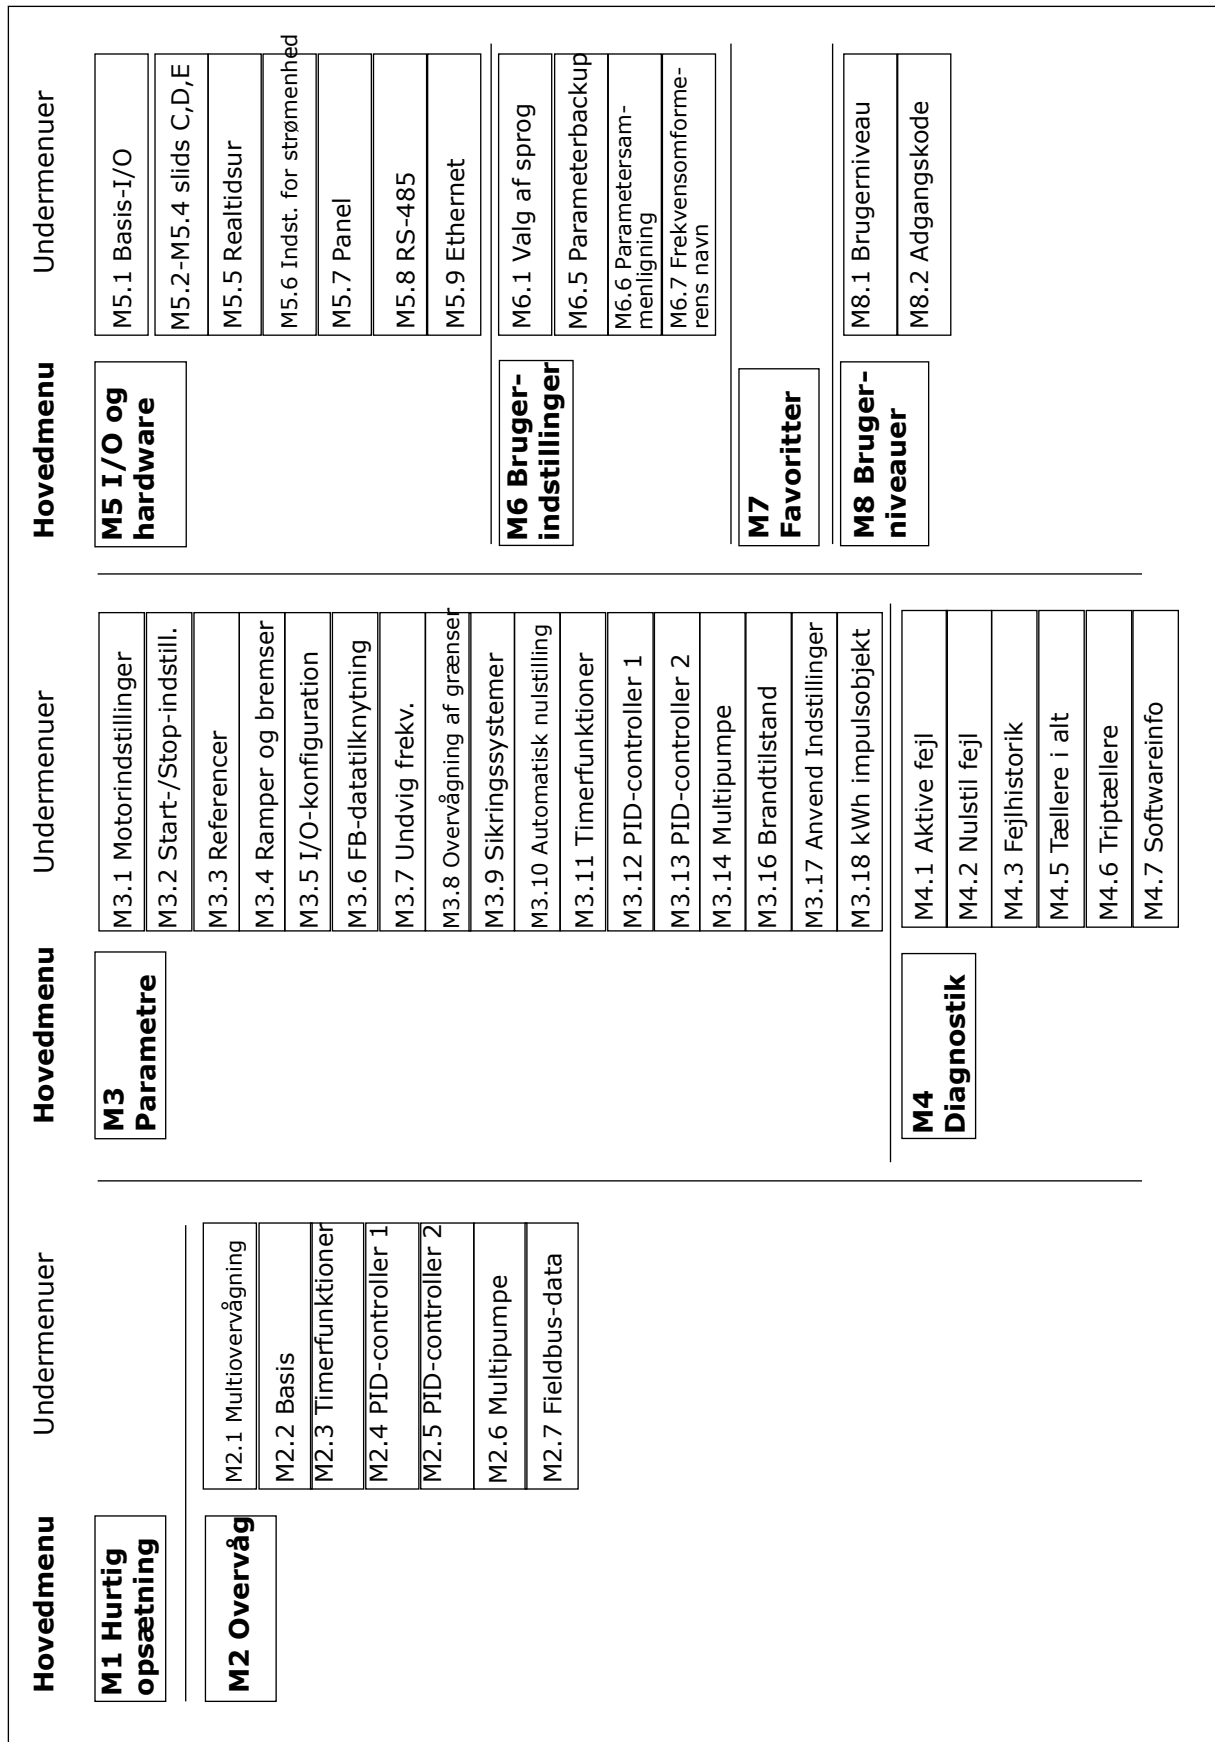 Hovedmenu
Undermenuer
M1 Hurtig
opsætning
M2 Overvåg
M2.1 Multiovervågning
M2.2 Basis
M2.3 Timerfunktioner
M2.4 PID-controller 1
M2.5 PID-controller 2
M2.6 Multipumpe
M2.7 Fieldbus-data
Hovedmenu
Undermenuer
M3
Parametre
M3.1 Motorindstillinger
M3.2 Start-/Stop-indstill.
M3.3 Referencer
M3.4 Ramper og bremser
M3.5 I/O-konfiguration
M3.6 FB-datatilknytning
M3.7 Undvig frekv.
M3.8 Overvågning af grænser
M3.9 Sikringssystemer
M3.10 Automatisk nulstilling
M3.11 Timerfunktioner
M3.12 PID-controller 1
M3.13 PID-controller 2
M3.14 Multipumpe
M3.16 Brandtilstand
M3.17 Anvend Indstillinger
M3.18 kWh impulsobjekt
M4
Diagnostik
M4.1 Aktive fejl
M4.2 Nulstil fejl
M4.3 Fejlhistorik
M4.5 Tællere i alt
M4.6 Triptællere
M4.7 Softwareinfo
Hovedmenu
Undermenuer
M5 I/O og
hardware
M5.1 Basis-I/O
M5.2-M5.4 slids C,D,E
M5.5 Realtidsur
M5.6 Indst. for strømenhed
M5.7 Panel
M5.8 RS-485
M5.9 Ethernet
M6 Bruger-
indstillinger
M6.1 Valg af sprog
M6.5 Parameterbackup
M6.6 Parametersam-
menligning
M6.7 Frekvensomforme-
rens navn
M7
Favoritter
M8 Bruger-
niveauer
M8.1 Brugerniveau
M8.2 Adgangskode